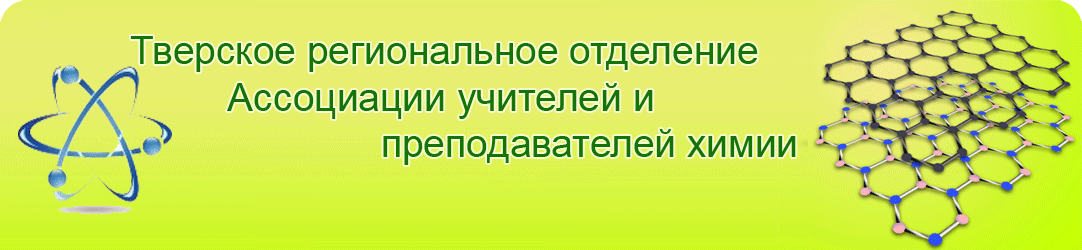 Тверское региональное отделение
Ассоциации учителей и
преподавателей химии